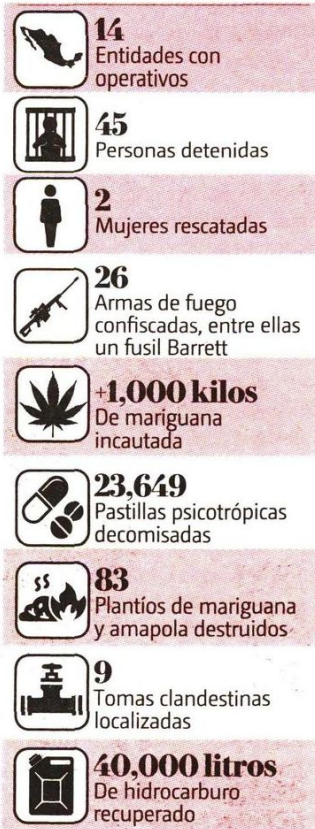 14
Entidades con
operativos
45
Personas detenidas
2
Mujeres rescatadas
26
Armas de fuego
confiscadas, entre ellas
un fusil Barrett
+1,000 kilos
De mariguana
incautada
23,649
Pastillas psicotrópicas
decomisadas
83
Plantíos de mariguana
y amapola destruidos
9
Tomas clandestinas
localizadas
40,000 litros
De hidrocarburo
recuperado